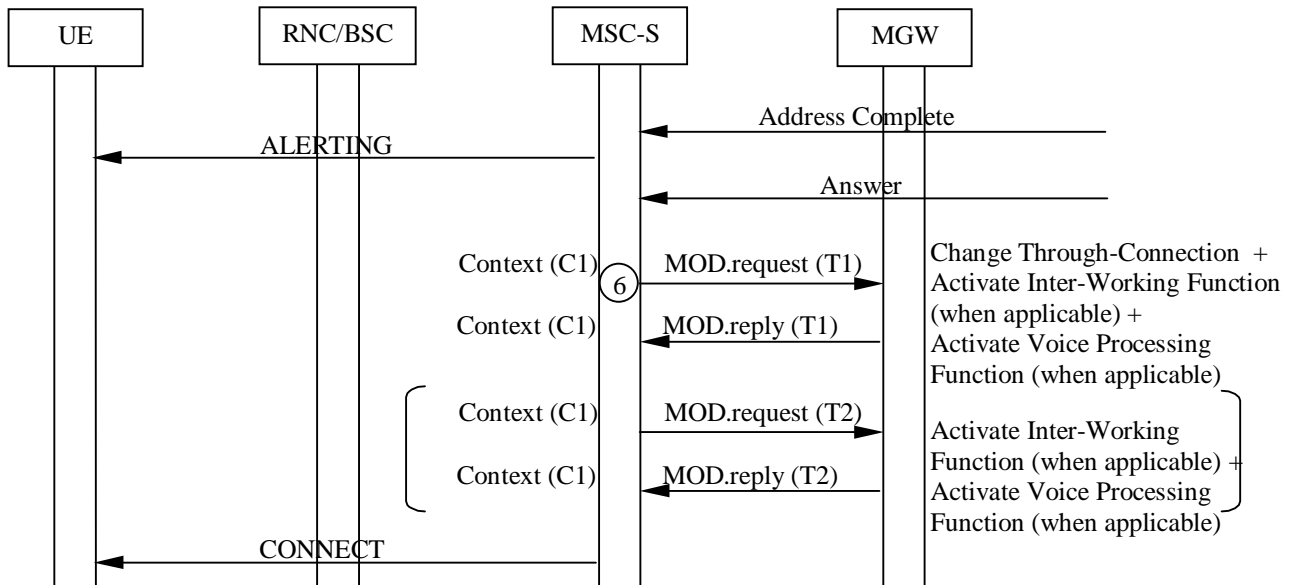 UE
RNC/BSC
MSC-S
MGW
Address Complete
ALERTING
Answer
Context (C1)
6
MOD.request (T1)
Change Through-Connection +
Activate Inter-Working Function
(when applicable) +
Activate Voice Processing
Function (when applicable)
Context (C1)
MOD.reply (T1)
Context (C1)
MOD.request (T2)
Activate Inter-Working
Function (when applicable) +
Activate Voice Processing
Function (when applicable)
Context (C1)
MOD.reply (T2)
CONNECT